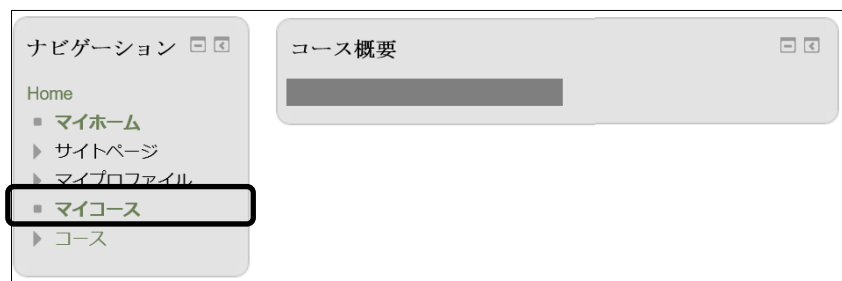 ナビゲーション
Home
マイホーム
サイトページ
マイプロファイル
マイコース
コース
コース概要